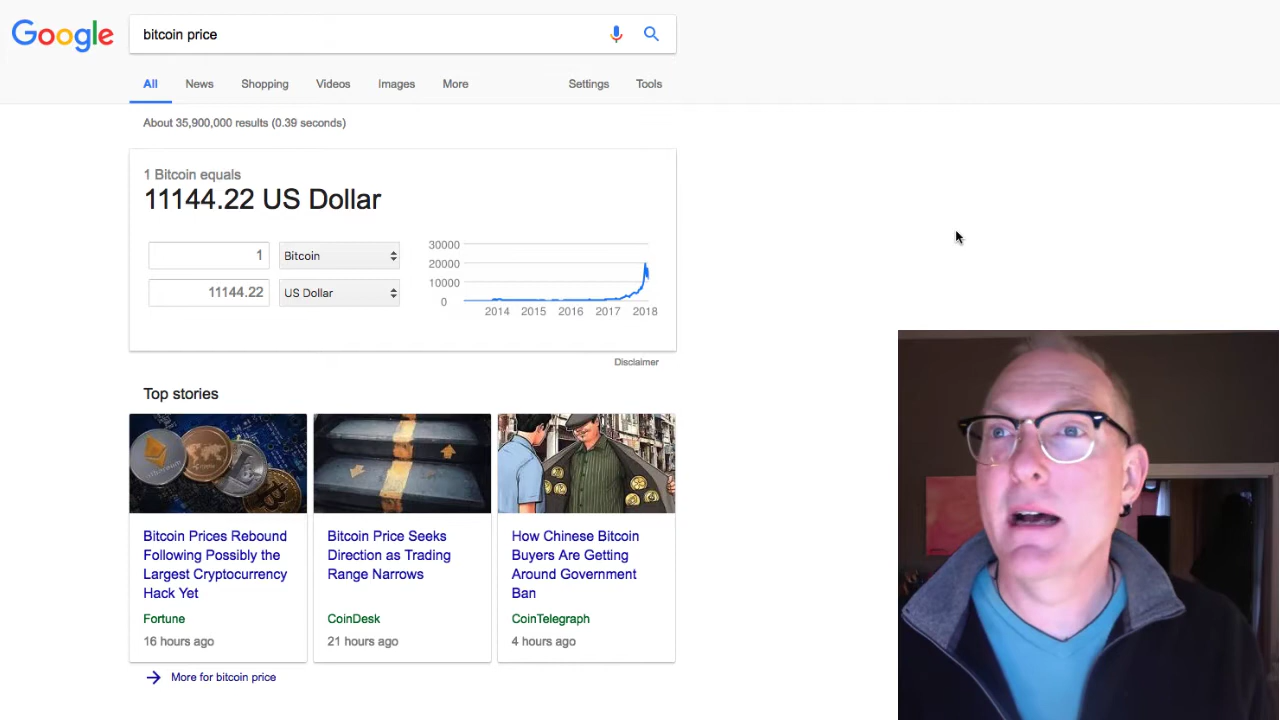 Google
bitcoin price
All News Shopping Videos Images More Settings Tools
About 35,900,000 results (0.39 seconds)
1 Bitcoin equals
11144.22 US Dollar
1 Bitcoin
11144.22 US Dollar
30000
20000
10000
0
2014 2015 2016 2017 2018
Disclaimer
Top stories
Bitcoin Prices Rebound
Following Possibly the
Largest Cryptocurrency
Hack Yet
Fortune
16 hours ago
Bitcoin Price Seeks
Direction as Trading
Range Narrows
CoinDesk
21 hours ago
How Chinese Bitcoin
Buyers Are Getting
Around Government
Ban
CoinTelegraph
4 hours ago
More for bitcoin price